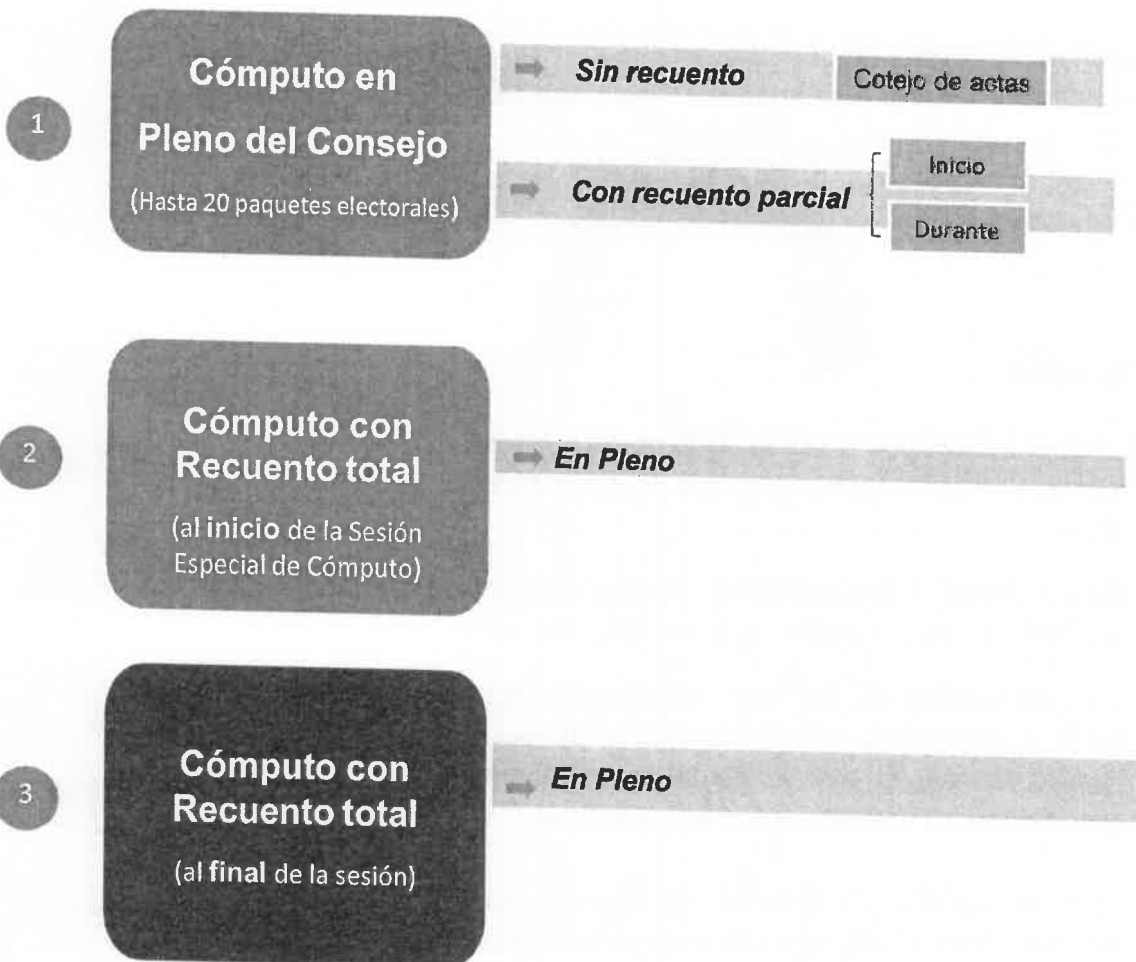 1
Cómputo en
Pleno del Consejo
(Hasta 20 paquetes electorales)
Sin recuento
Cotejo de actas
Con recuento parcial
Inicio
Durante
2
Cómputo con
Recuento total
(al inicio de la Sesión
Especial de Cómputo)
En Pleno
3
Cómputo con
Recuento total
(al final de la sesión)
En Pleno